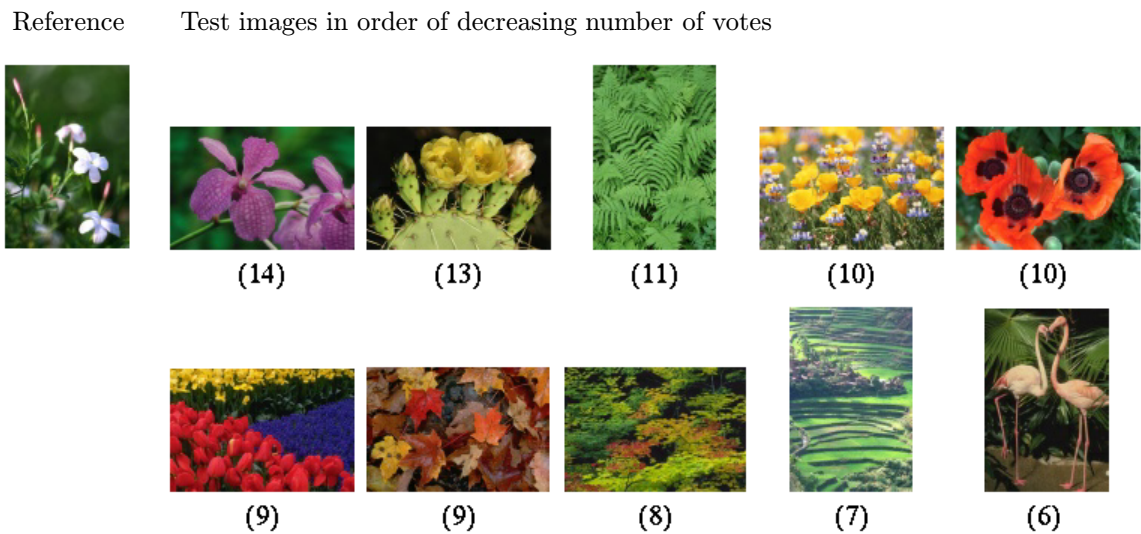 Reference Test images in order of decreasing number of votes
(14) (13) (11) (10) (10)
(9) (9) (8) (7) (6)